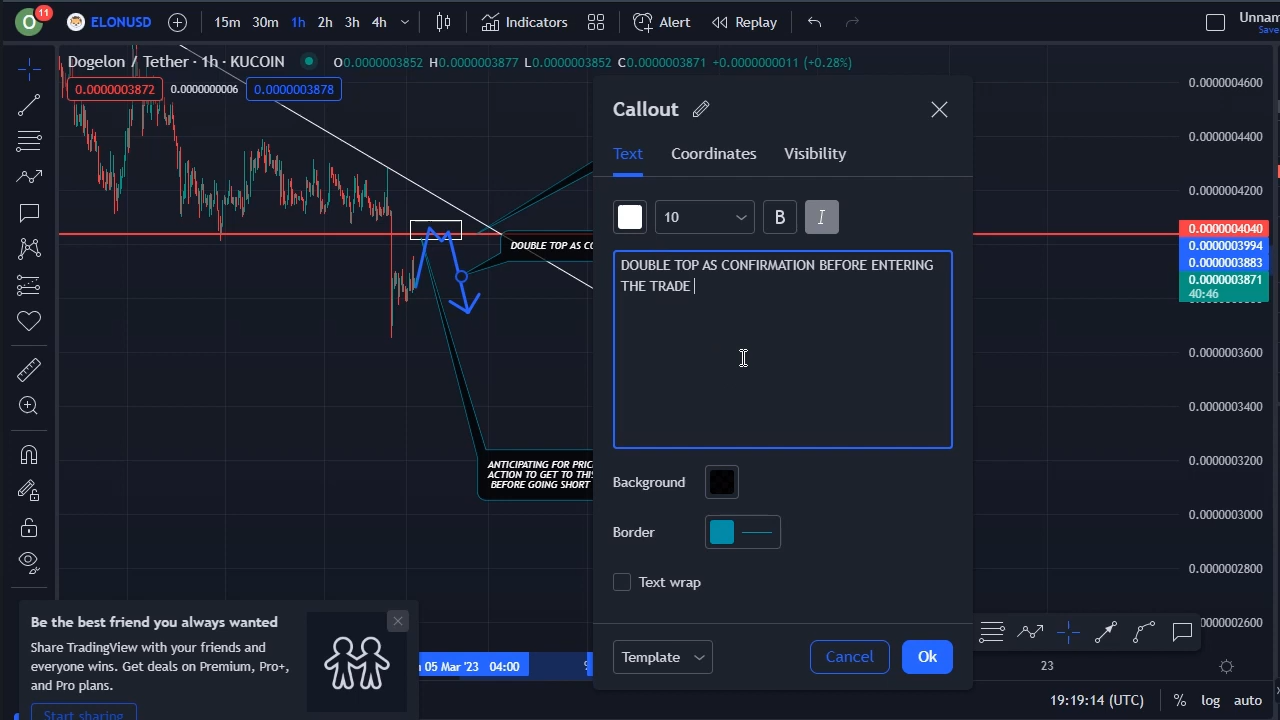 O
11
ELONUSD
15m 30m 1h 2h 3h 4h
Indicators
Alert
Replay
Unnam
Save
Dogelon / Tether · 1h · KUCOIN
O0.0000003852 H0.0000003877 L0.0000003852 C0.0000003871 +0.0000000011 (+0.28%)
0.0000003872
0.0000000006
0.0000003878
Callout
Text
Coordinates
Visibility
10
B
I
DOUBLE TOP AS CONFIRMATION BEFORE ENTERING
THE TRADE
Background
Border
Text wrap
Template
Cancel
Ok
DOUBLE TOP AS CO
ANTICIPATING FOR PRIC
ACTION TO GET TO THIS
BEFORE GOING SHORT
0.0000004600
0.0000004400
0.0000004200
0.0000004040
0.0000003994
0.0000003883
0.0000003871
40:46
0.0000003600
0.0000003400
0.0000003200
0.0000003000
0.0000002800
0000002600
Be the best friend you always wanted
Share TradingView with your friends and
everyone wins. Get deals on Premium, Pro+,
and Pro plans.
Start sharing
05 Mar '23 04:00
23
19:19:14 (UTC)
%
log
auto